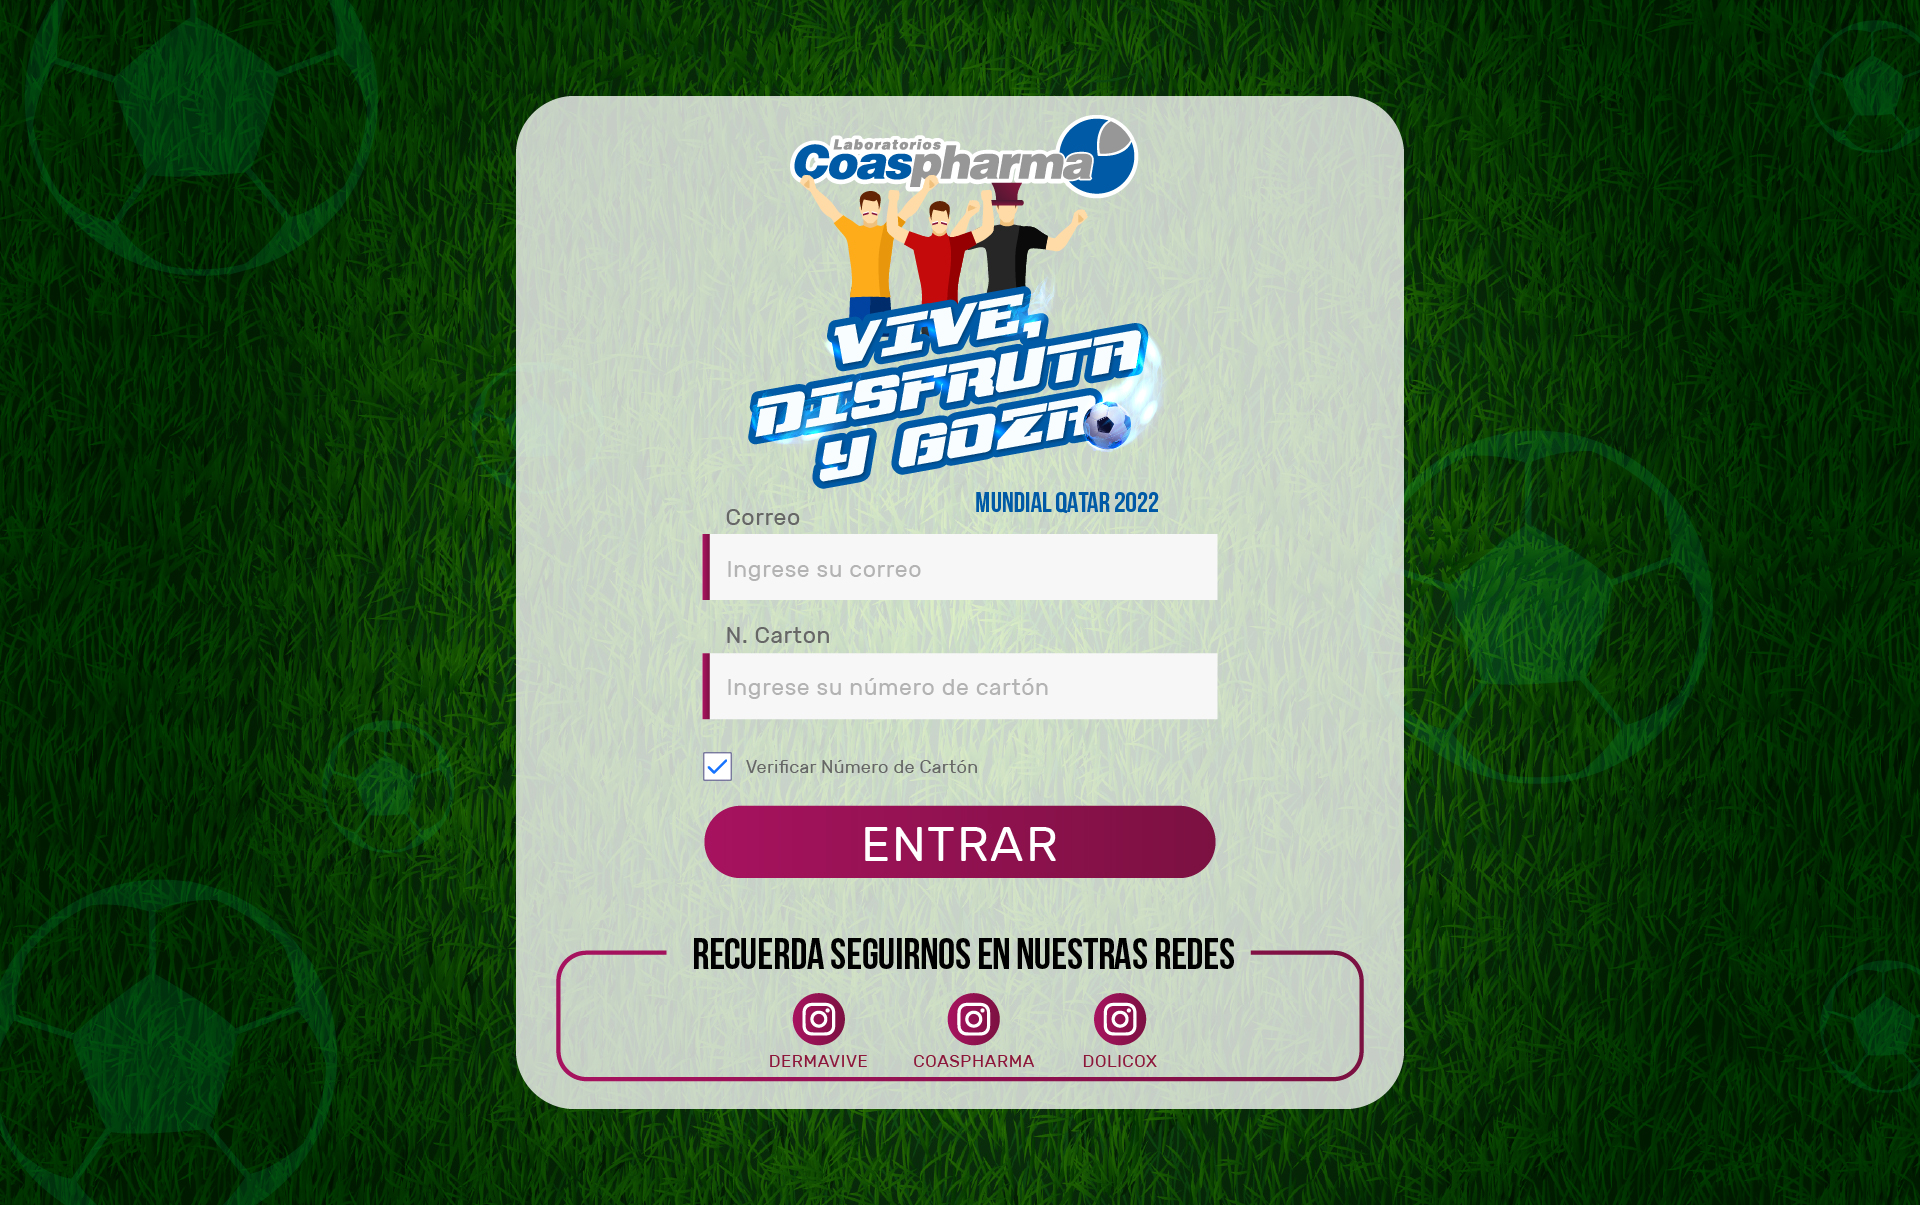 Laboratorios
Coaspharma
VIVE,
DISFRUTA
Y GOZA
MUNDIAL QATAR 2022
Correo
Ingrese su correo
N. Carton
Ingrese su número de cartón
Verificar Número de Cartón
ENTRAR
RECUERDA SEGUIRNOS EN NUESTRAS REDES
DERMAVIVE COASPHARMA DOLICOX